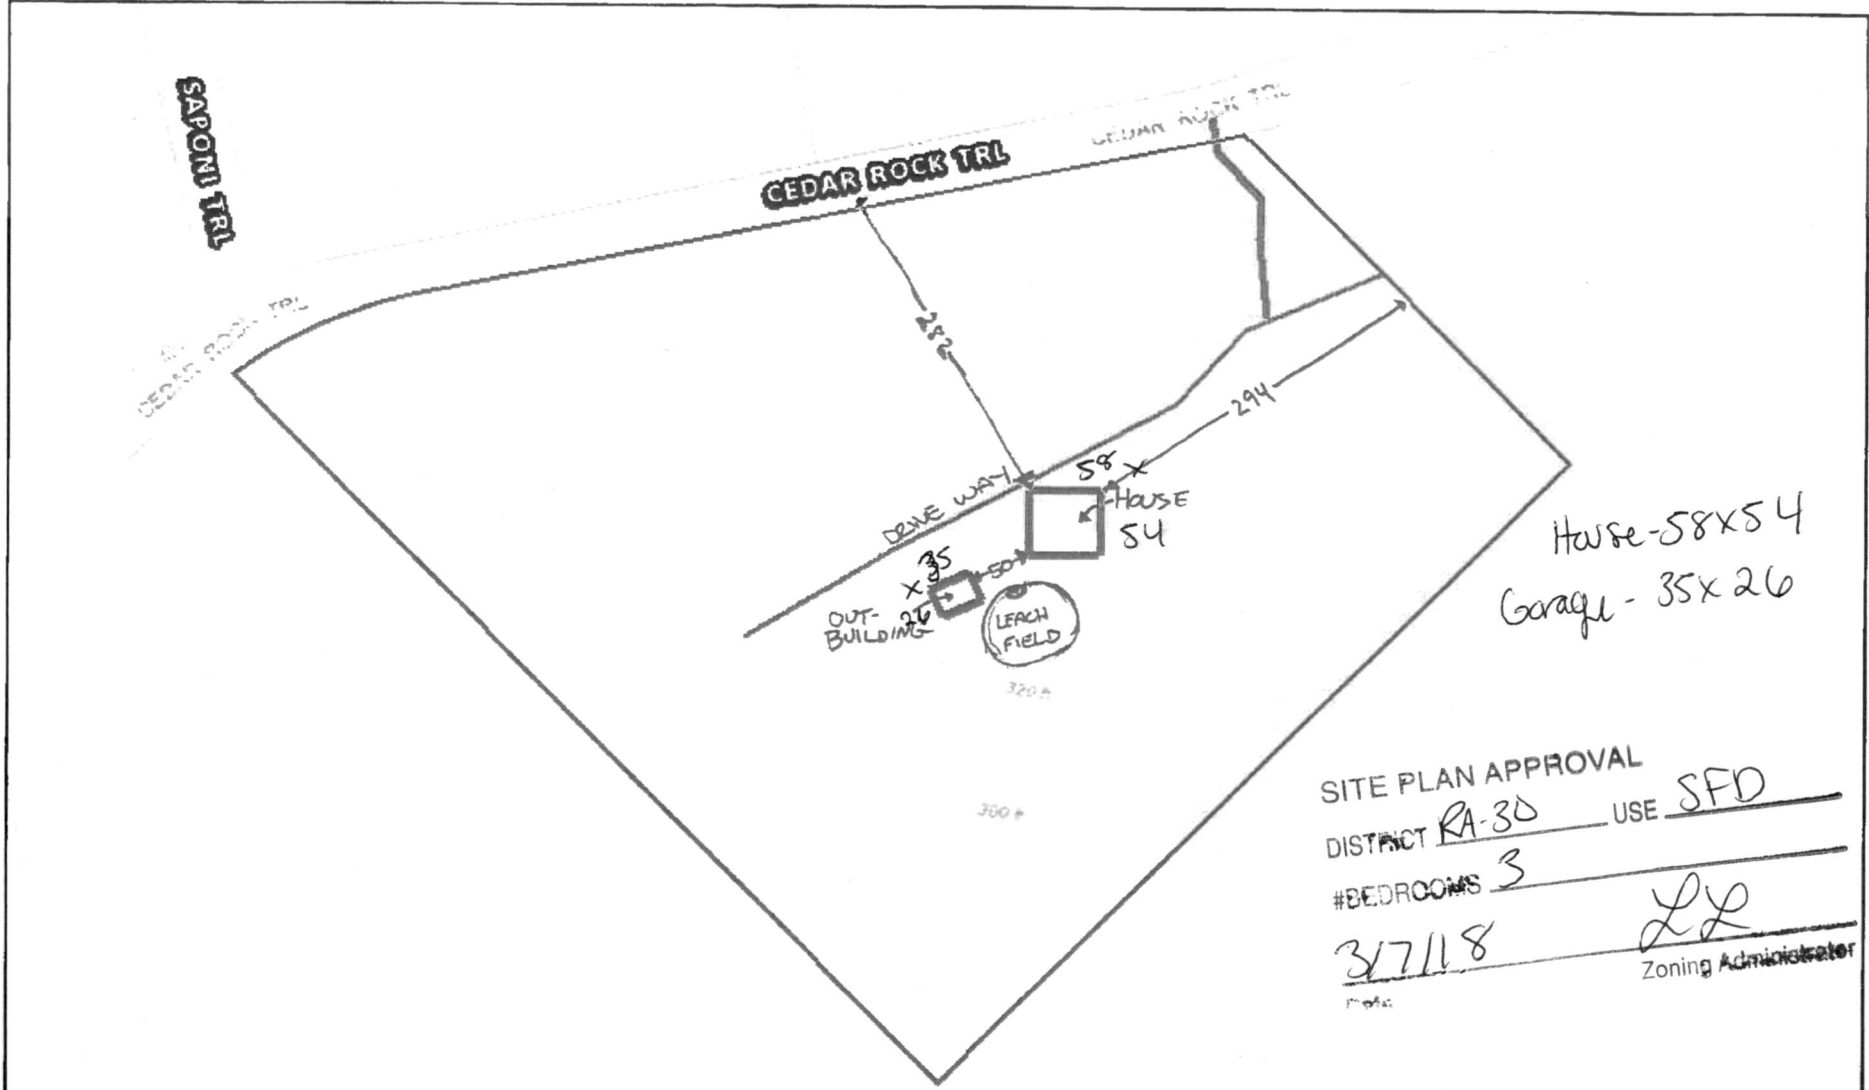 SAPONI TRL
CEDAR ROCK TRL
CEDAR ROCK TRL
CEDAR ROCK TRL
282
294
DRIVE WAY
58 x
HOUSE
54
35
x
26
50
OUT-
BUILDING
LEACH
FIELD
320 ft
300 ft
House-58x54
Garage - 35x26
SITE PLAN APPROVAL
DISTRICT RA-30 USE SFD
#BEDROOMS 3
3/7/18 LL
Date Zoning Administrator